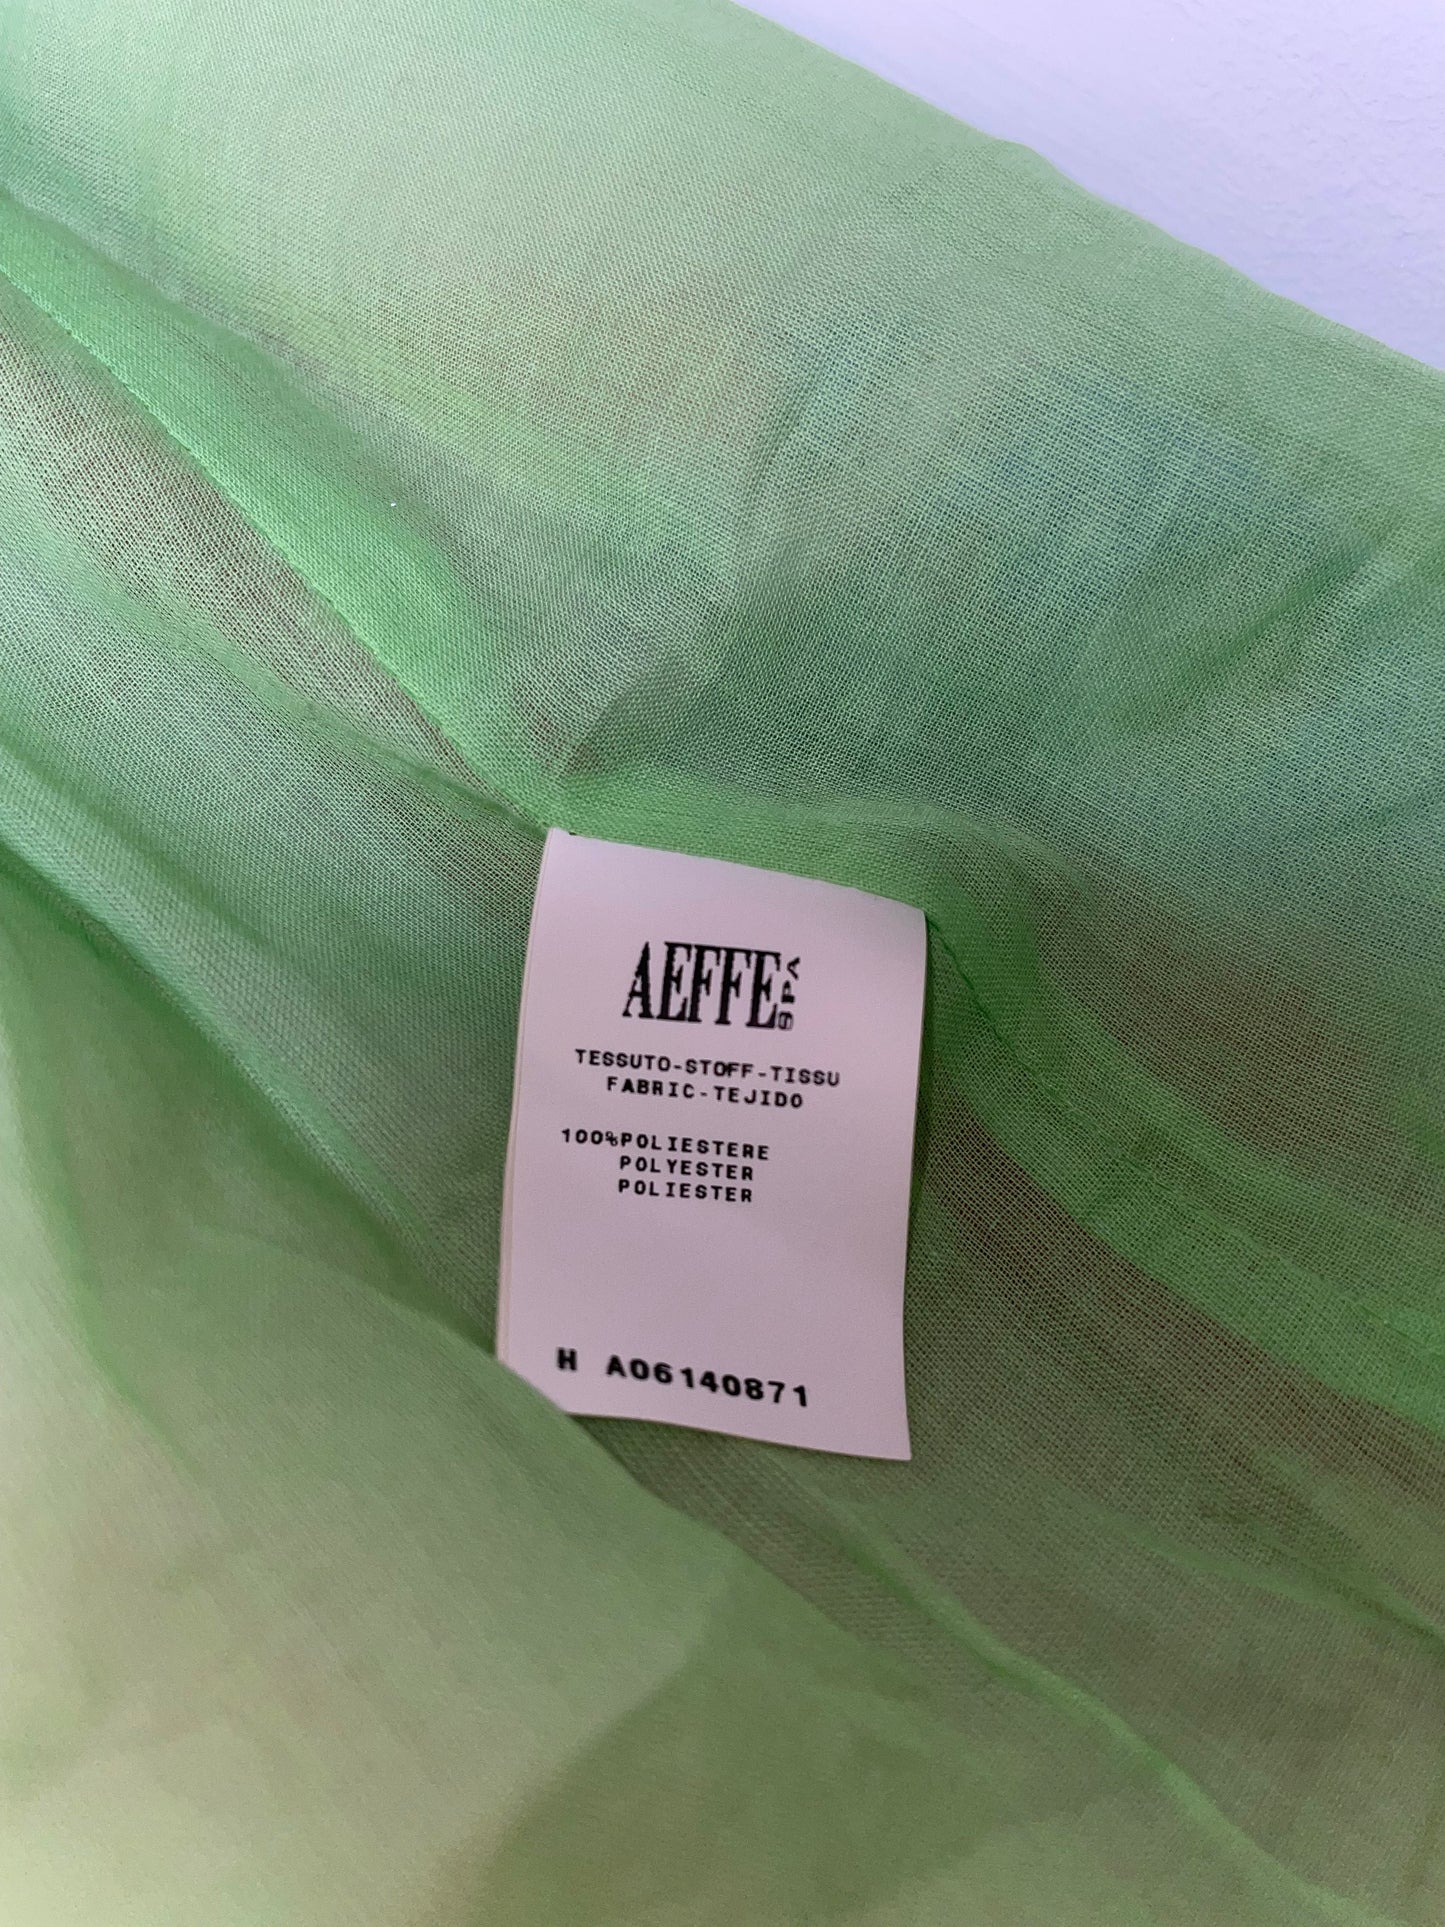 AEFFE SPA
TESSUTO-STOFF-TISSU
FABRIC-TEJIDO
100%POLIESTERE
POLYESTER
POLIESTER
H A06140871